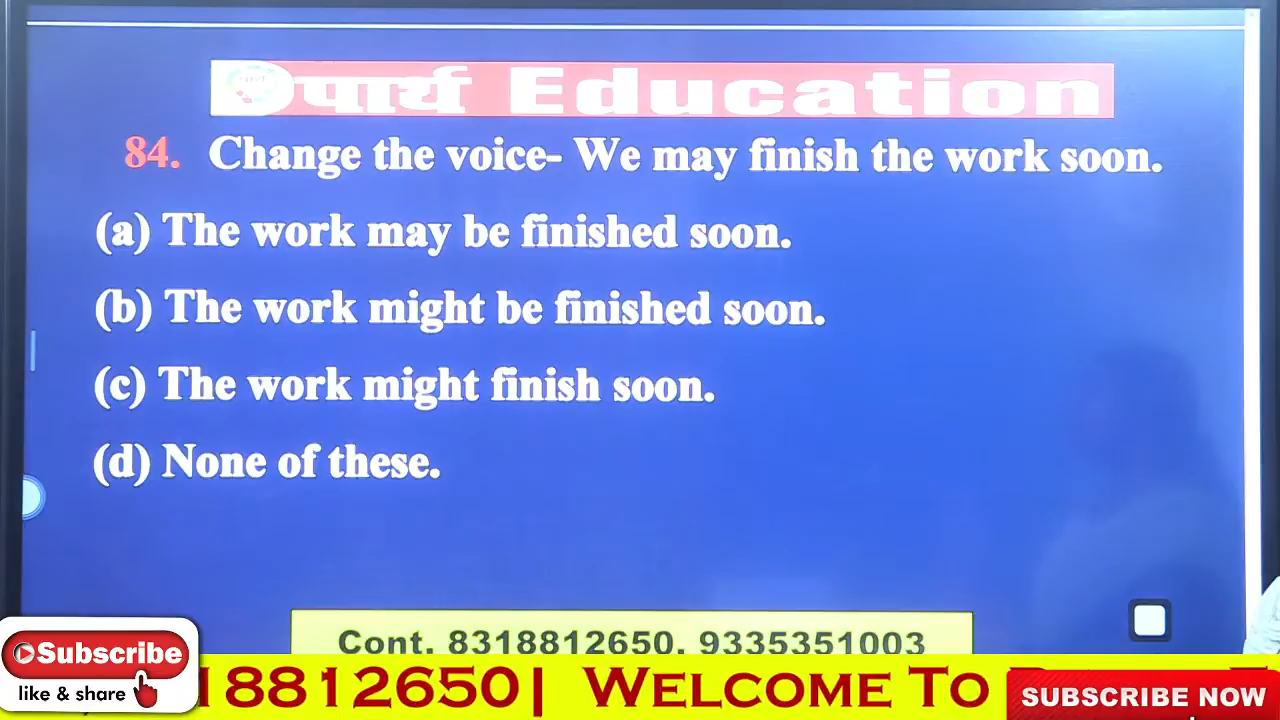 पार्थ Education
84. Change the voice- We may finish the work soon.
(a) The work may be finished soon.
(b) The work might be finished soon.
(c) The work might finish soon.
(d) None of these.
Cont. 8318812650, 9335351003
Subscribe
like & share
18812650| WELCOME TO
SUBSCRIBE NOW